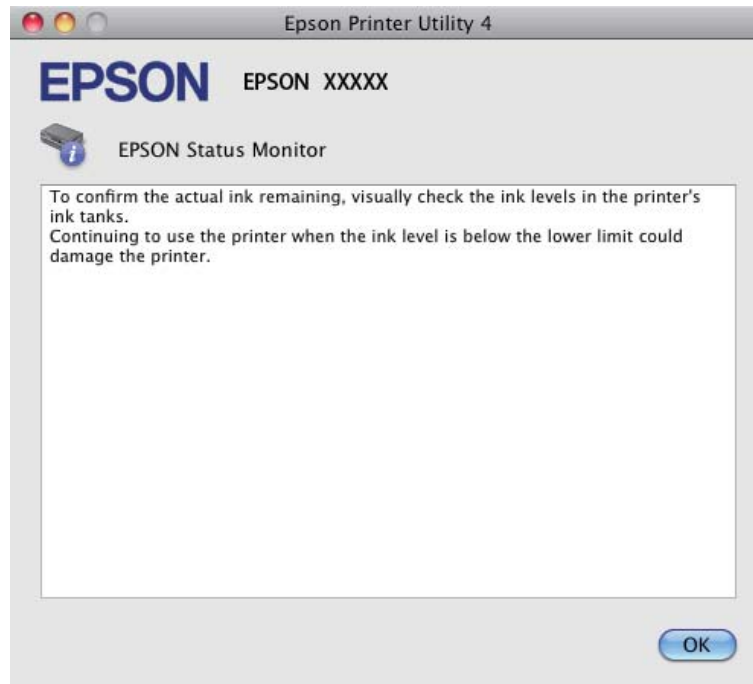 Epson Printer Utility 4
EPSON EPSON XXXXX
EPSON Status Monitor
To confirm the actual ink remaining, visually check the ink levels in the printer's
ink tanks.
Continuing to use the printer when the ink level is below the lower limit could
damage the printer.
OK